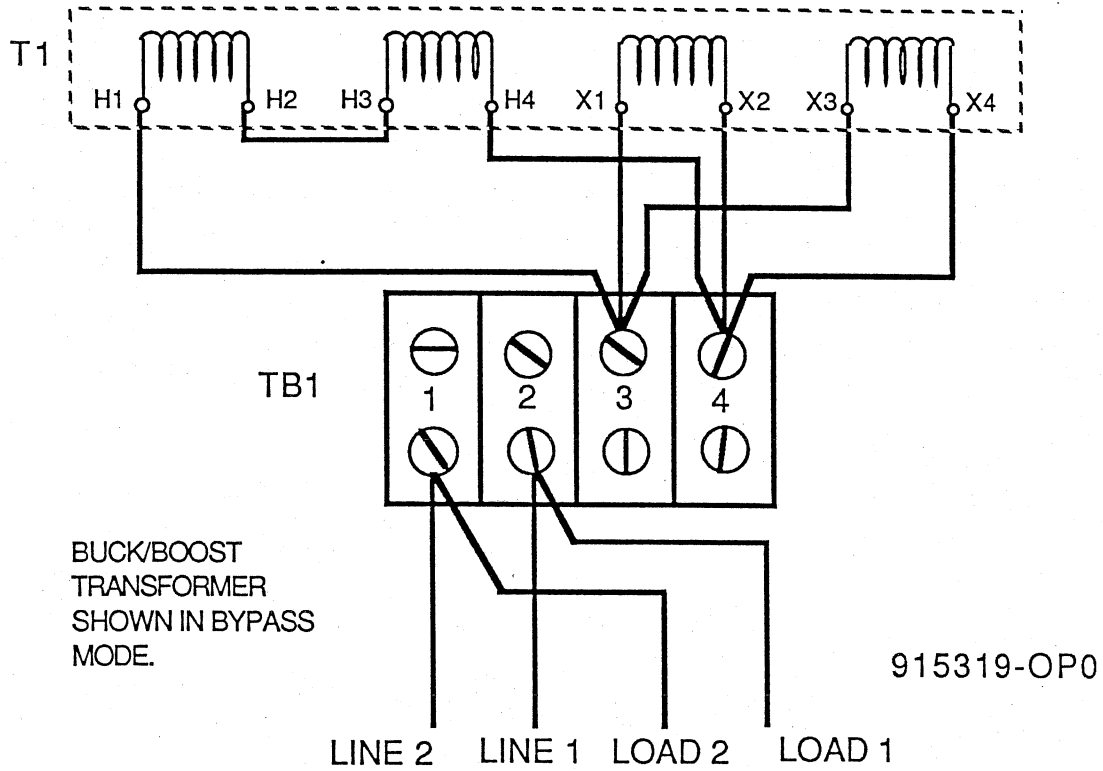 T1
H1 H2 H3 H4 X1 X2 X3 X4
TB1
1 2 3 4
BUCK/BOOST
TRANSFORMER
SHOWN IN BYPASS
MODE.
915319-OP0
LINE 2 LINE 1 LOAD 2 LOAD 1